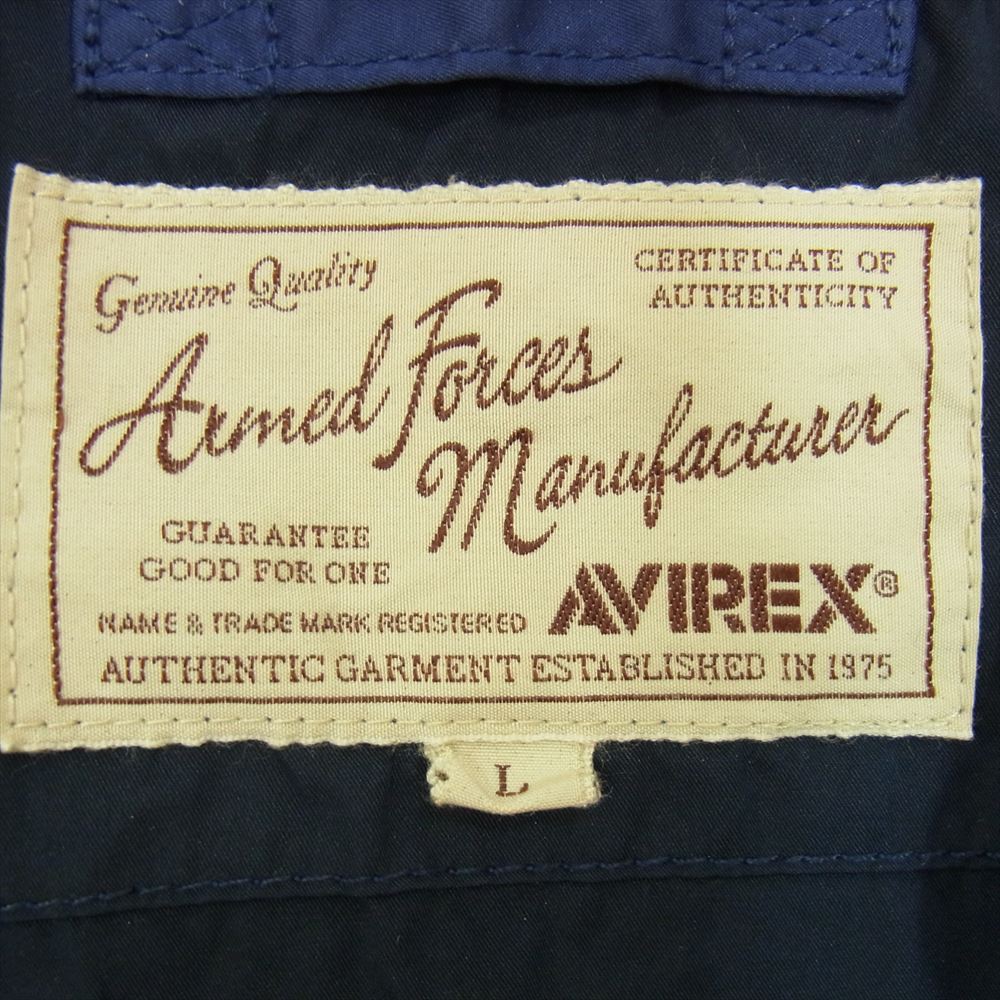 Genuine Quality
CERTIFICATE OF
AUTHENTICITY
Armed Forces
Manufacturer
GUARANTEE
GOOD FOR ONE
NAME & TRADE MARK REGISTERED
AVIREX®
AUTHENTIC GARMENT ESTABLISHED IN 1975
L